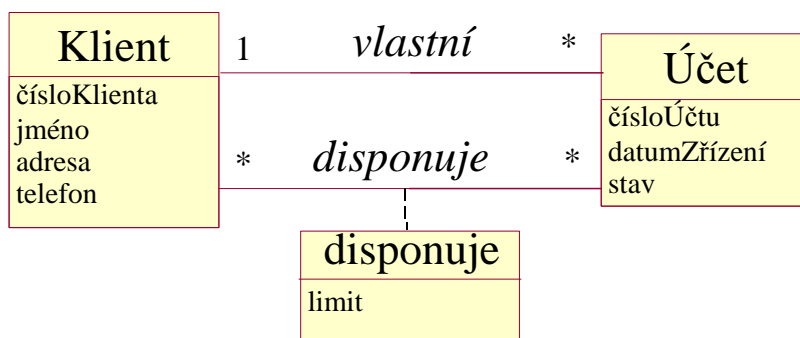 Klient
čísloKlienta
jméno
adresa
telefon
1 vlastní *
* disponuje *
Účet
čísloÚčtu
datumZřízení
stav
disponuje
limit